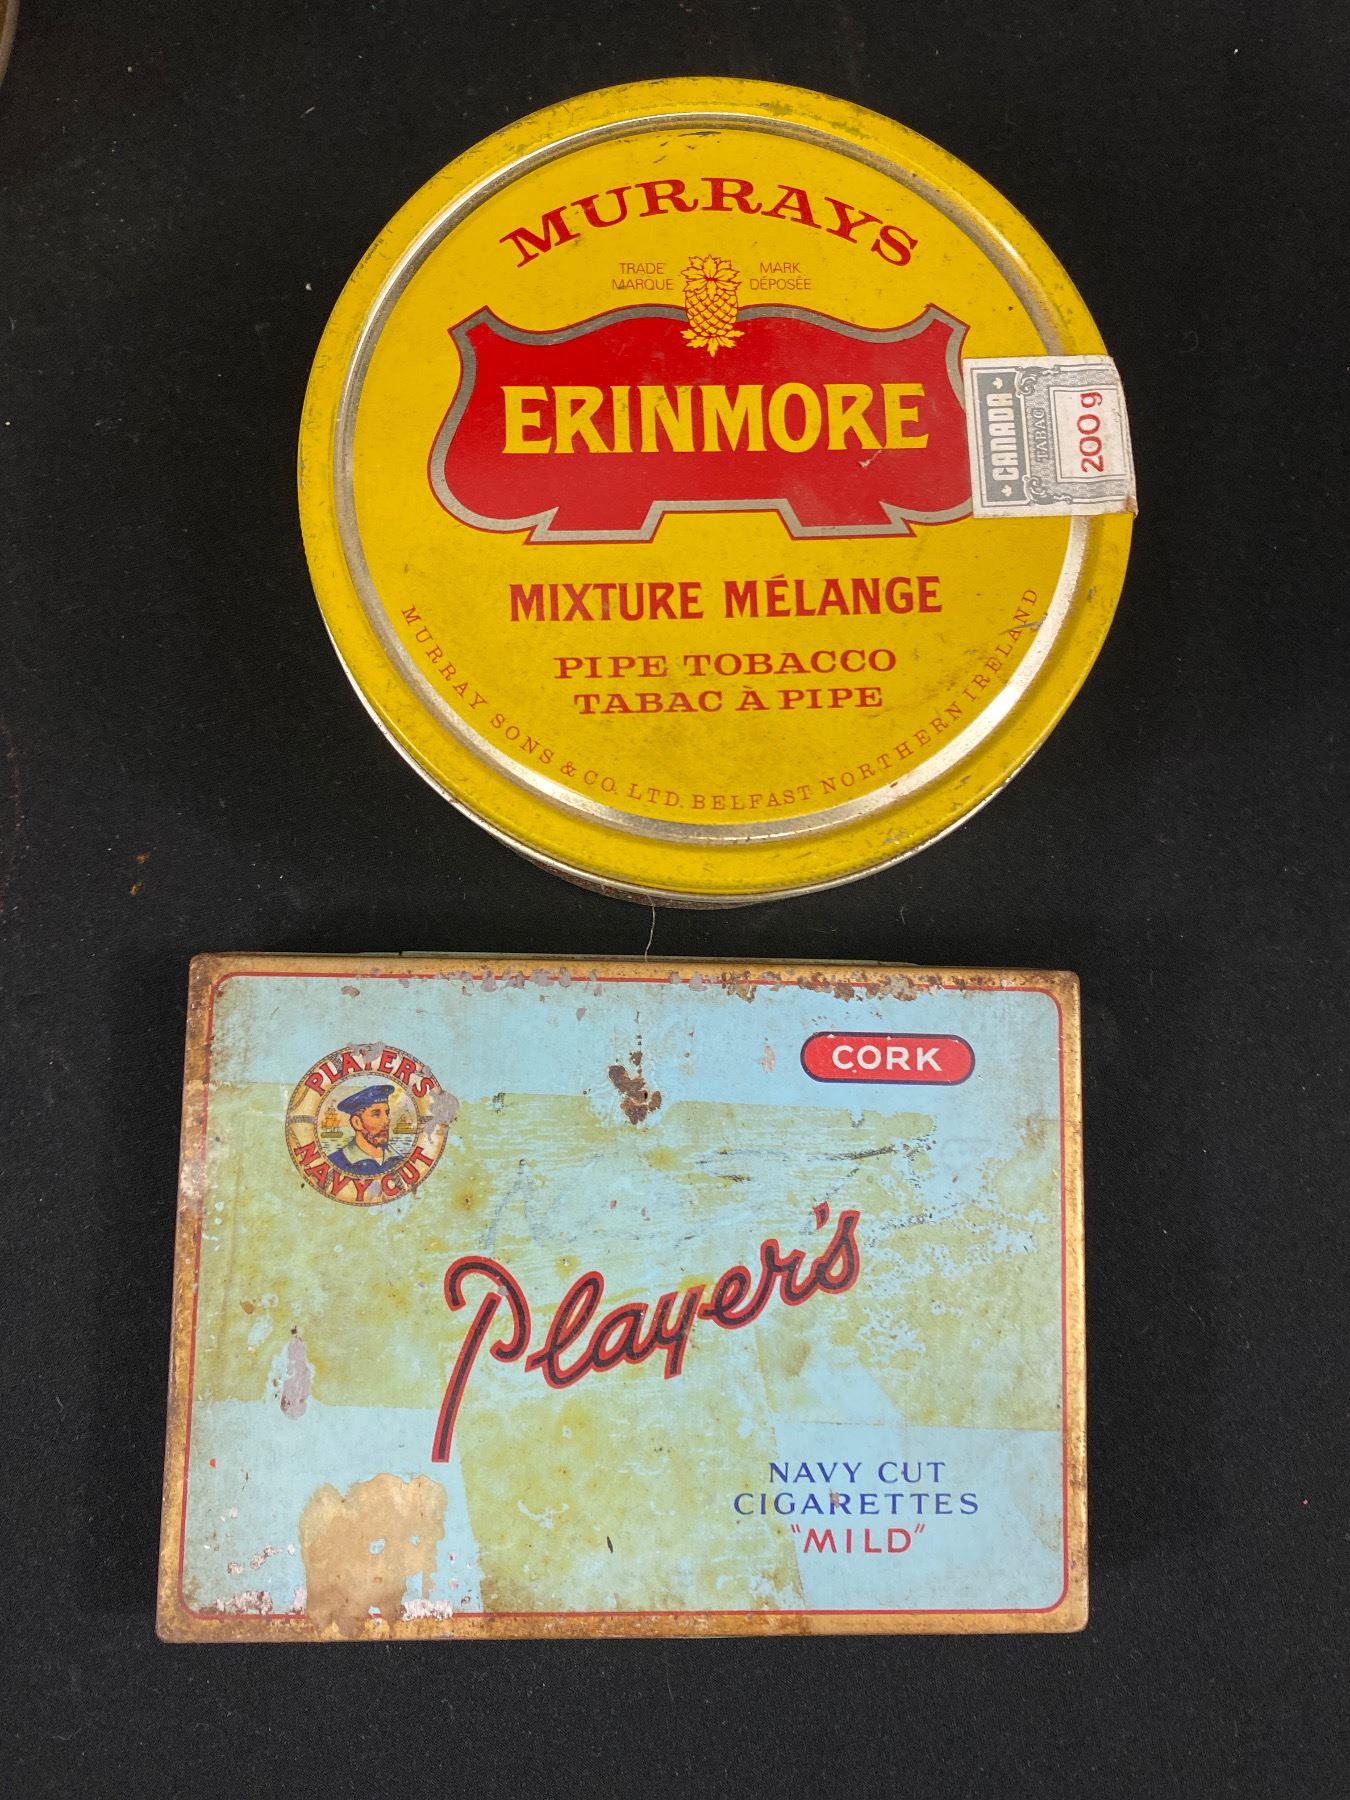 MURRAYS
TRADE MARK
MARQUE DÉPOSÉE
ERINMORE
CANADA
TABAC
200g
MIXTURE MÉLANGE
PIPE TOBACCO
TABAC À PIPE
MURRAY SONS & CO. LTD. BELFAST NORTHERN IRELAND
CORK
PLAYER'S
NAVY CUT
Player's
NAVY CUT
CIGARETTES
"MILD"